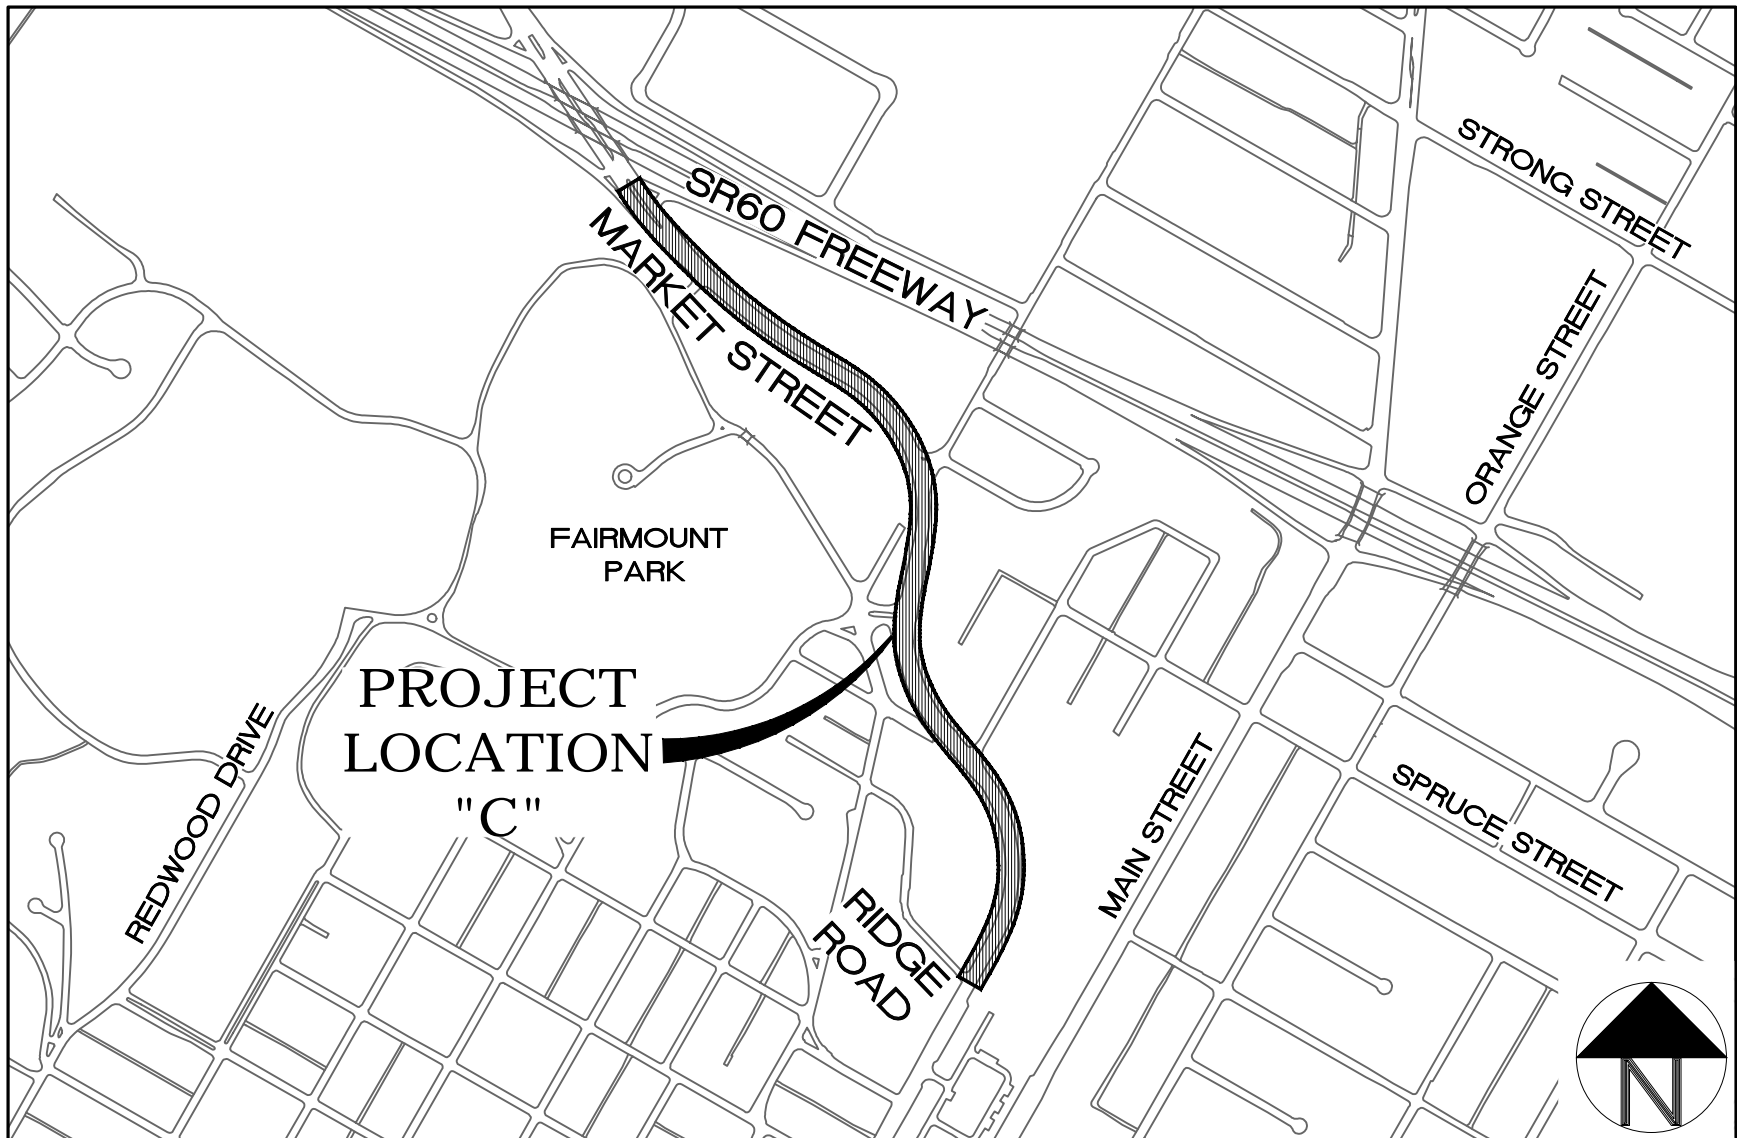 STRONG STREET
SR60 FREEWAY
MARKET STREET
ORANGE STREET
FAIRMOUNT
PARK
PROJECT
LOCATION
"C"
REDWOOD DRIVE
MAIN STREET
SPRUCE STREET
RIDGE
ROAD
N